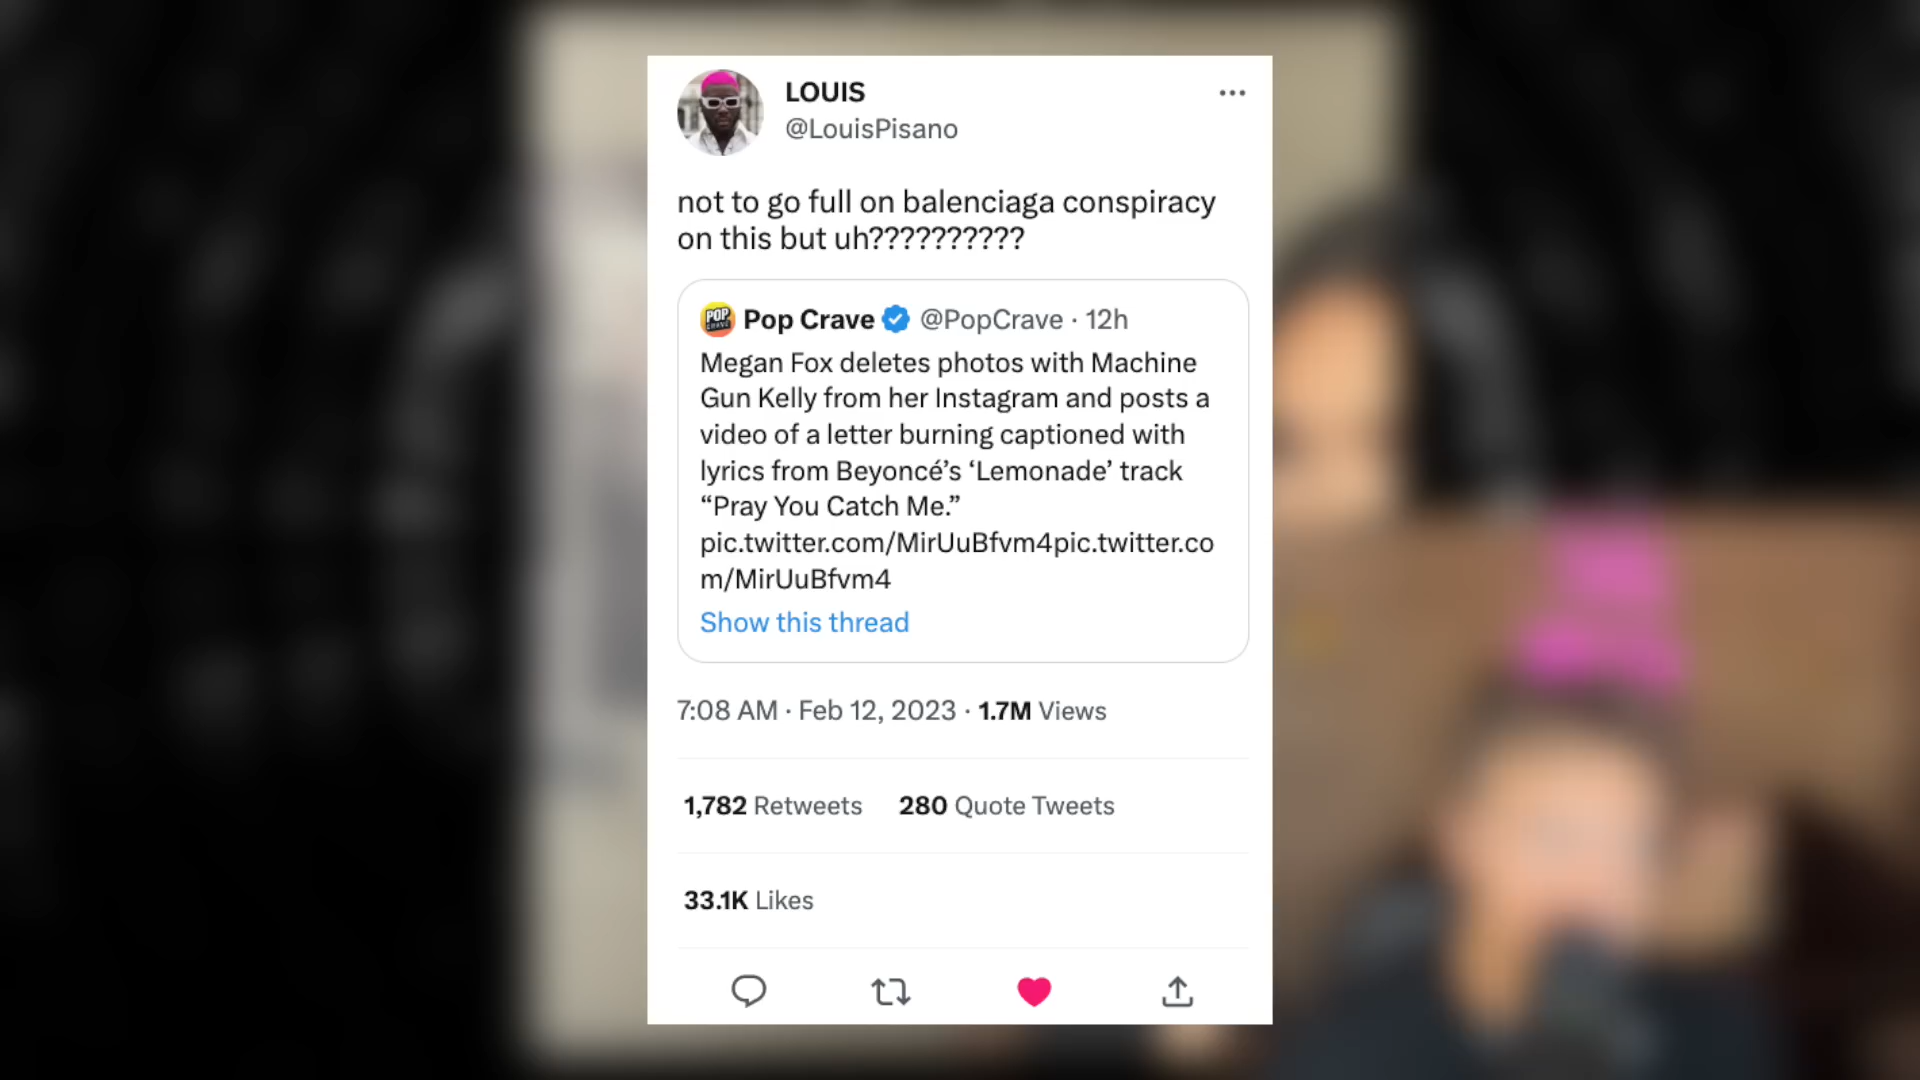 LOUIS
@LouisPisano
not to go full on balenciaga conspiracy
on this but uh??????????
POP CRAVE Pop Crave @PopCrave · 12h
Megan Fox deletes photos with Machine
Gun Kelly from her Instagram and posts a
video of a letter burning captioned with
lyrics from Beyoncé’s ‘Lemonade’ track
“Pray You Catch Me.”
pic.twitter.com/MirUuBfvm4pic.twitter.co
m/MirUuBfvm4
Show this thread
7:08 AM · Feb 12, 2023 · 1.7M Views
1,782 Retweets 280 Quote Tweets
33.1K Likes